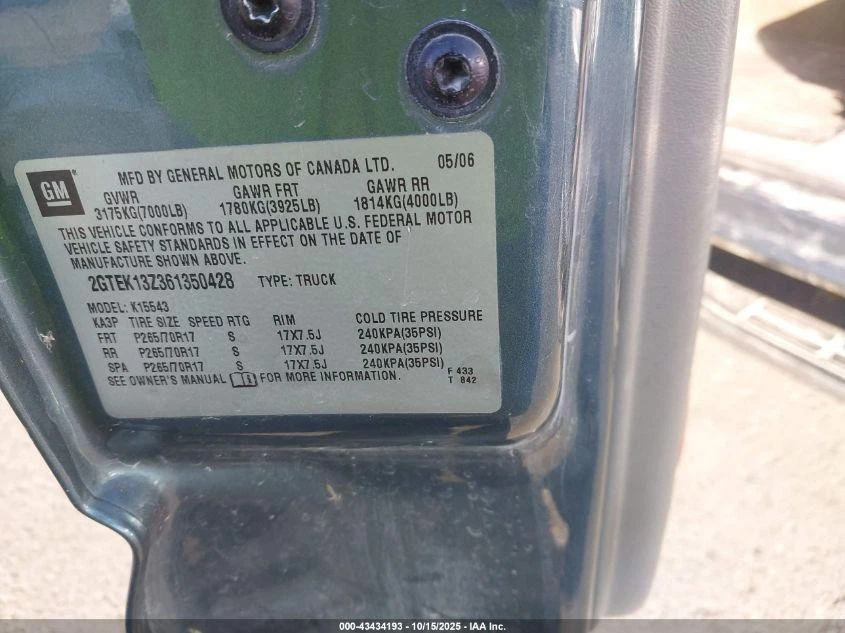 GM
MFD BY GENERAL MOTORS OF CANADA LTD. 05/06
GVWR GAWR FRT GAWR RR
3175KG(7000LB) 1780KG(3925LB) 1814KG(4000LB)
THIS VEHICLE CONFORMS TO ALL APPLICABLE U.S. FEDERAL MOTOR
VEHICLE SAFETY STANDARDS IN EFFECT ON THE DATE OF
MANUFACTURE SHOWN ABOVE.
2GTEK13Z361350428 TYPE: TRUCK
MODEL: K15543
KA3P TIRE SIZE SPEED RTG RIM COLD TIRE PRESSURE
FRT P265/70R17 S 17X7.5J 240KPA(35PSI)
RR P265/70R17 S 17X7.5J 240KPA(35PSI)
SPA P265/70R17 S 17X7.5J 240KPA(35PSI)
SEE OWNER'S MANUAL FOR MORE INFORMATION.
F 433
T 842
000-43434193 - 10/15/2025 - IAA Inc.